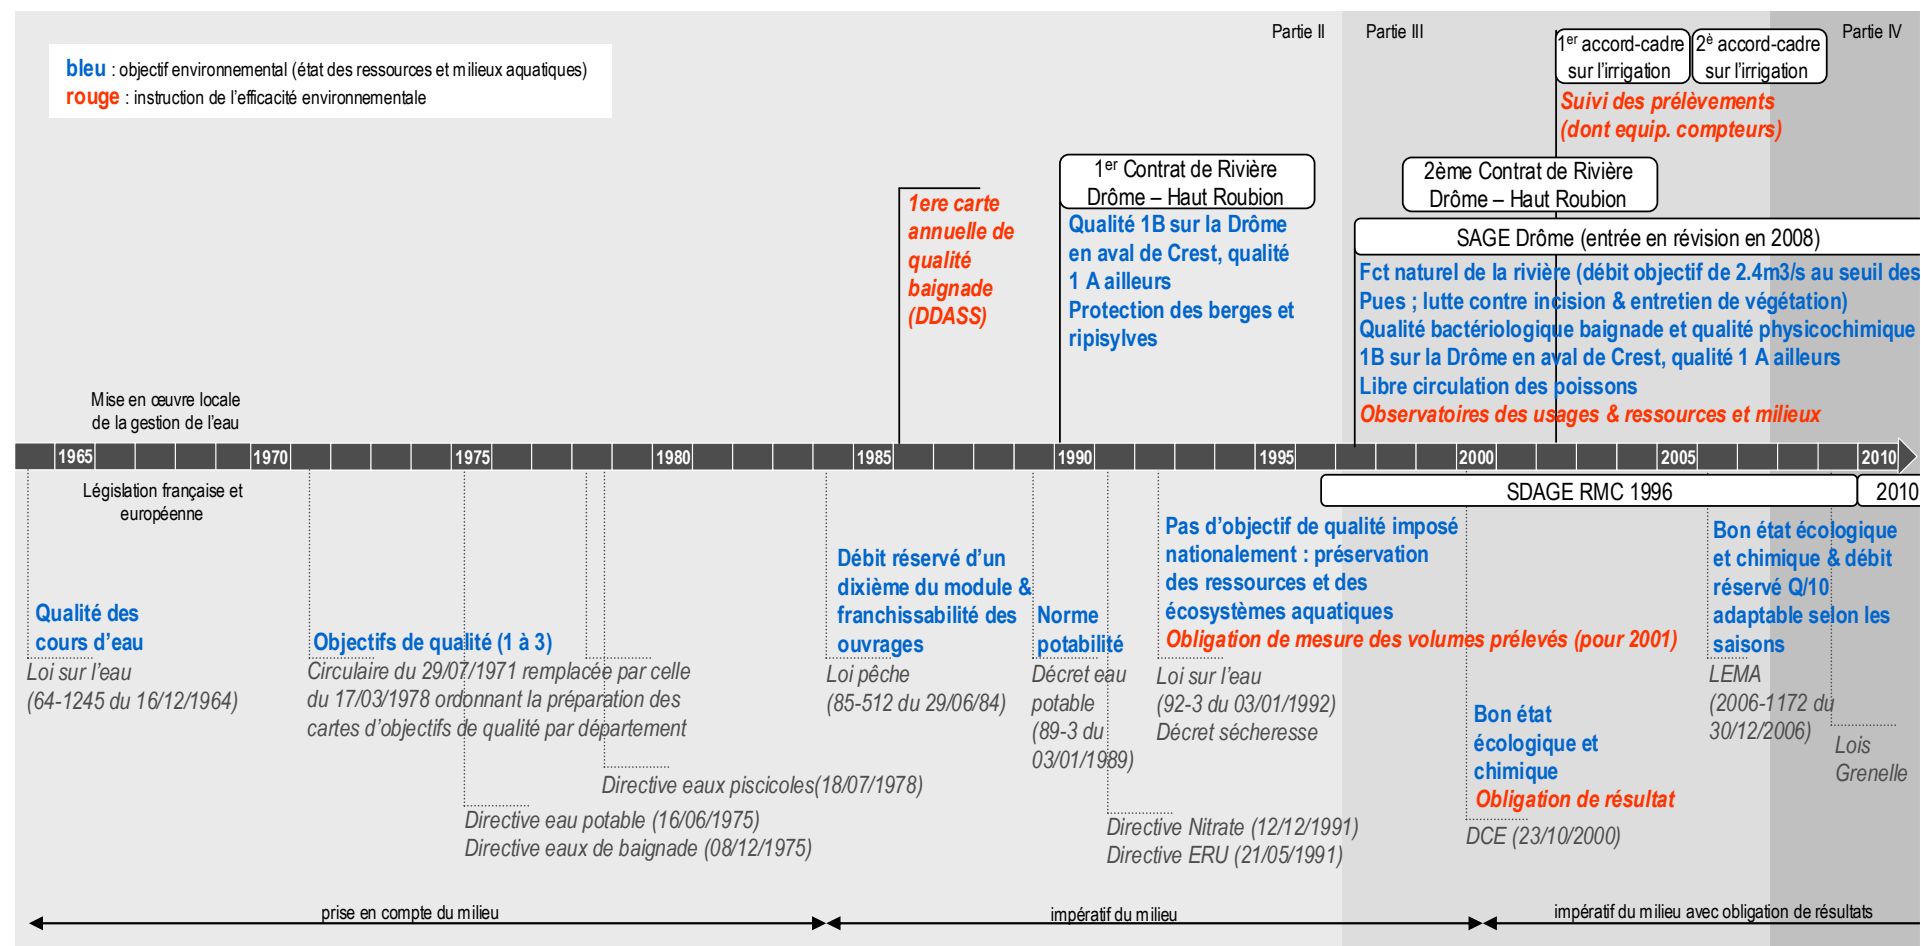 Partie II
Partie III
Partie IV
bleu : objectif environnemental (état des ressources et milieux aquatiques)
rouge : instruction de l'efficacité environnementale
1er accord-cadre
sur l'irrigation
2è accord-cadre
sur l'irrigation
Suivi des prélèvements
(dont equip. compteurs)
1er Contrat de Rivière
Drôme – Haut Roubion
2ème Contrat de Rivière
Drôme – Haut Roubion
1ere carte
annuelle de
qualité
baignade
(DDASS)
Qualité 1B sur la Drôme
en aval de Crest, qualité
1 A ailleurs
Protection des berges et
ripisylves
SAGE Drôme (entrée en révision en 2008)
Fct naturel de la rivière (débit objectif de 2.4m3/s au seuil des
Pues ; lutte contre incision & entretien de végétation)
Qualité bactériologique baignade et qualité physicochimique
1B sur la Drôme en aval de Crest, qualité 1 A ailleurs
Libre circulation des poissons
Observatoires des usages & ressources et milieux
Mise en œuvre locale
de la gestion de l'eau
1965 1970 1975 1980 1985 1990 1995 2000 2005 2010
Législation française et
européenne
SDAGE RMC 1996
2010
Qualité des
cours d'eau
Loi sur l'eau
(64-1245 du 16/12/1964)
Objectifs de qualité (1 à 3)
Circulaire du 29/07/1971 remplacée par celle
du 17/03/1978 ordonnant la préparation des
cartes d'objectifs de qualité par département
Directive eaux piscicoles(18/07/1978)
Directive eau potable (16/06/1975)
Directive eaux de baignade (08/12/1975)
Débit réservé d'un
dixième du module &
franchissabilité des
ouvrages
Loi pêche
(85-512 du 29/06/84)
Norme
potabilité
Décret eau
potable
(89-3 du
03/01/1989)
Pas d'objectif de qualité imposé
nationalement : préservation
des ressources et des
écosystèmes aquatiques
Obligation de mesure des volumes prélevés (pour 2001)
Loi sur l'eau
(92-3 du 03/01/1992)
Décret sécheresse
Directive Nitrate (12/12/1991)
Directive ERU (21/05/1991)
Bon état
écologique et
chimique
Obligation de résultat
DCE (23/10/2000)
Bon état écologique
et chimique & débit
réservé Q/10
adaptable selon les
saisons
LEMA
(2006-1172 du
30/12/2006)
Lois
Grenelle
prise en compte du milieu
impératif du milieu
impératif du milieu avec obligation de résultats